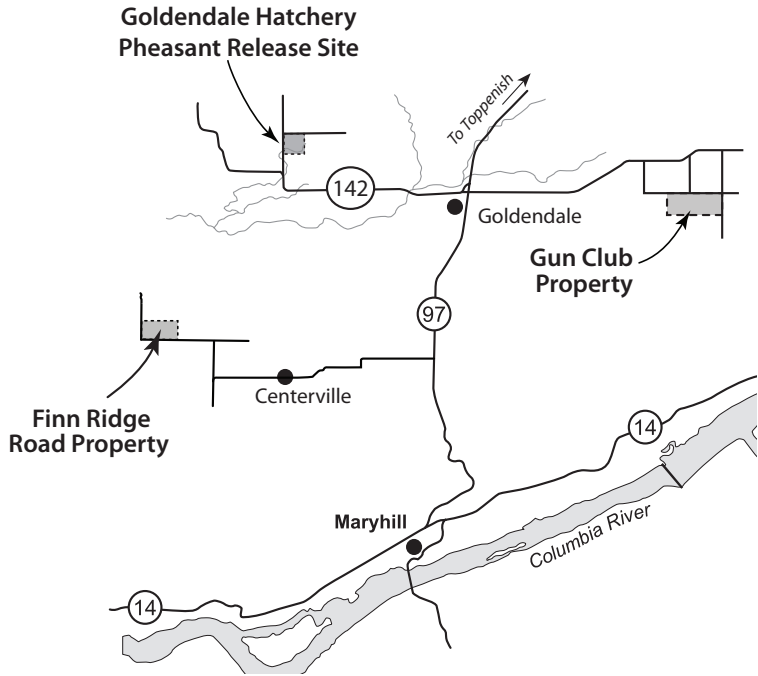 Goldendale Hatchery
Pheasant Release Site
To Toppenish
142
Goldendale
Gun Club
Property
97
Centerville
Finn Ridge
Road Property
14
Maryhill
Columbia River
14